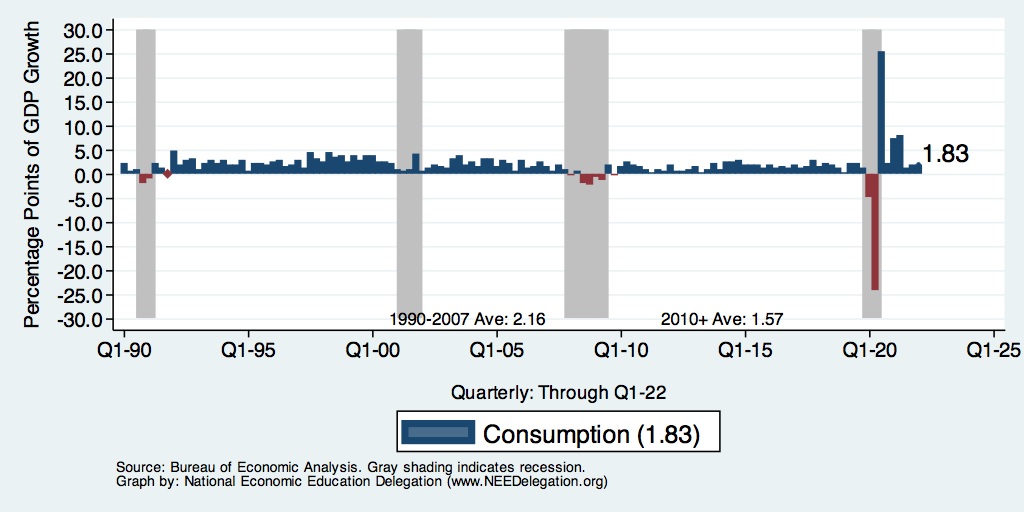 Percentage Points of GDP Growth
30.0
25.0
20.0
15.0
10.0
5.0
0.0
-5.0
-10.0
-15.0
-20.0
-25.0
-30.0
1.83
1990-2007 Ave: 2.16 2010+ Ave: 1.57
Q1-90 Q1-95 Q1-00 Q1-05 Q1-10 Q1-15 Q1-20 Q1-25
Quarterly: Through Q1-22
Consumption (1.83)
Source: Bureau of Economic Analysis. Gray shading indicates recession.
Graph by: National Economic Education Delegation (www.NEEDelegation.org)